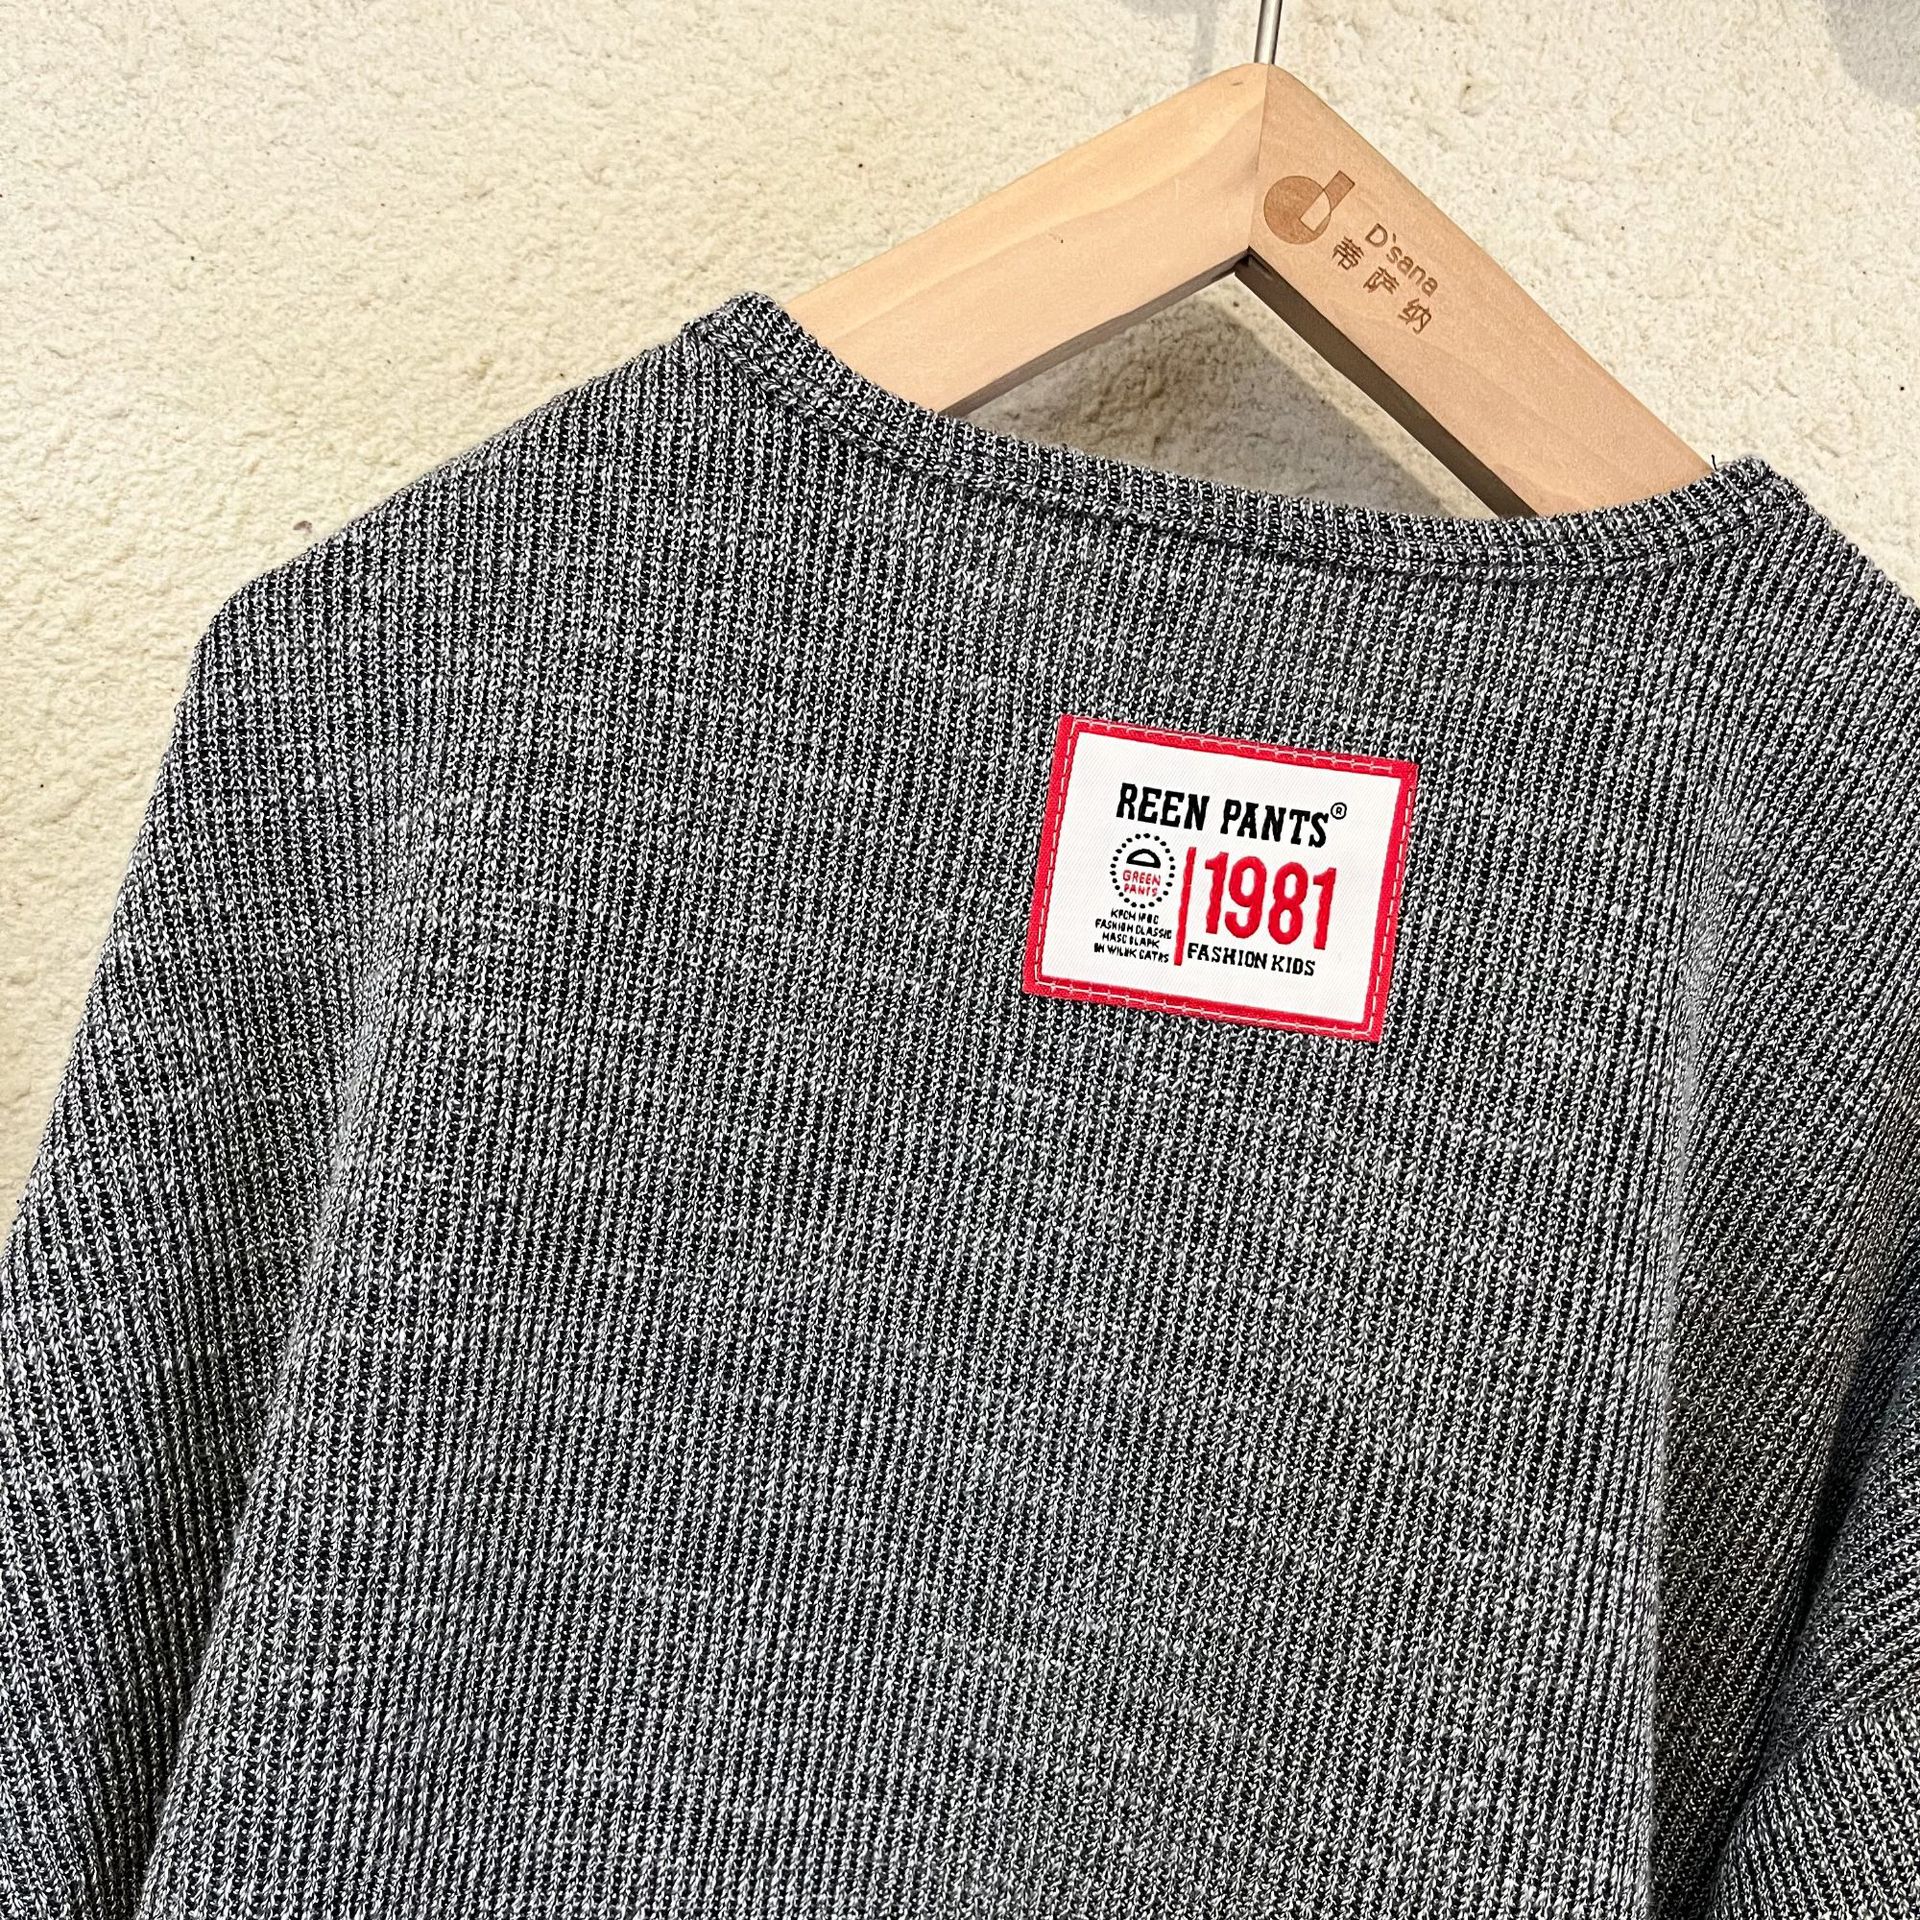 D'sana
蒂萨纳
REEN PANTS®
GREEN
PANTS
1981
FASHION CLASSIC
FASHION KIDS